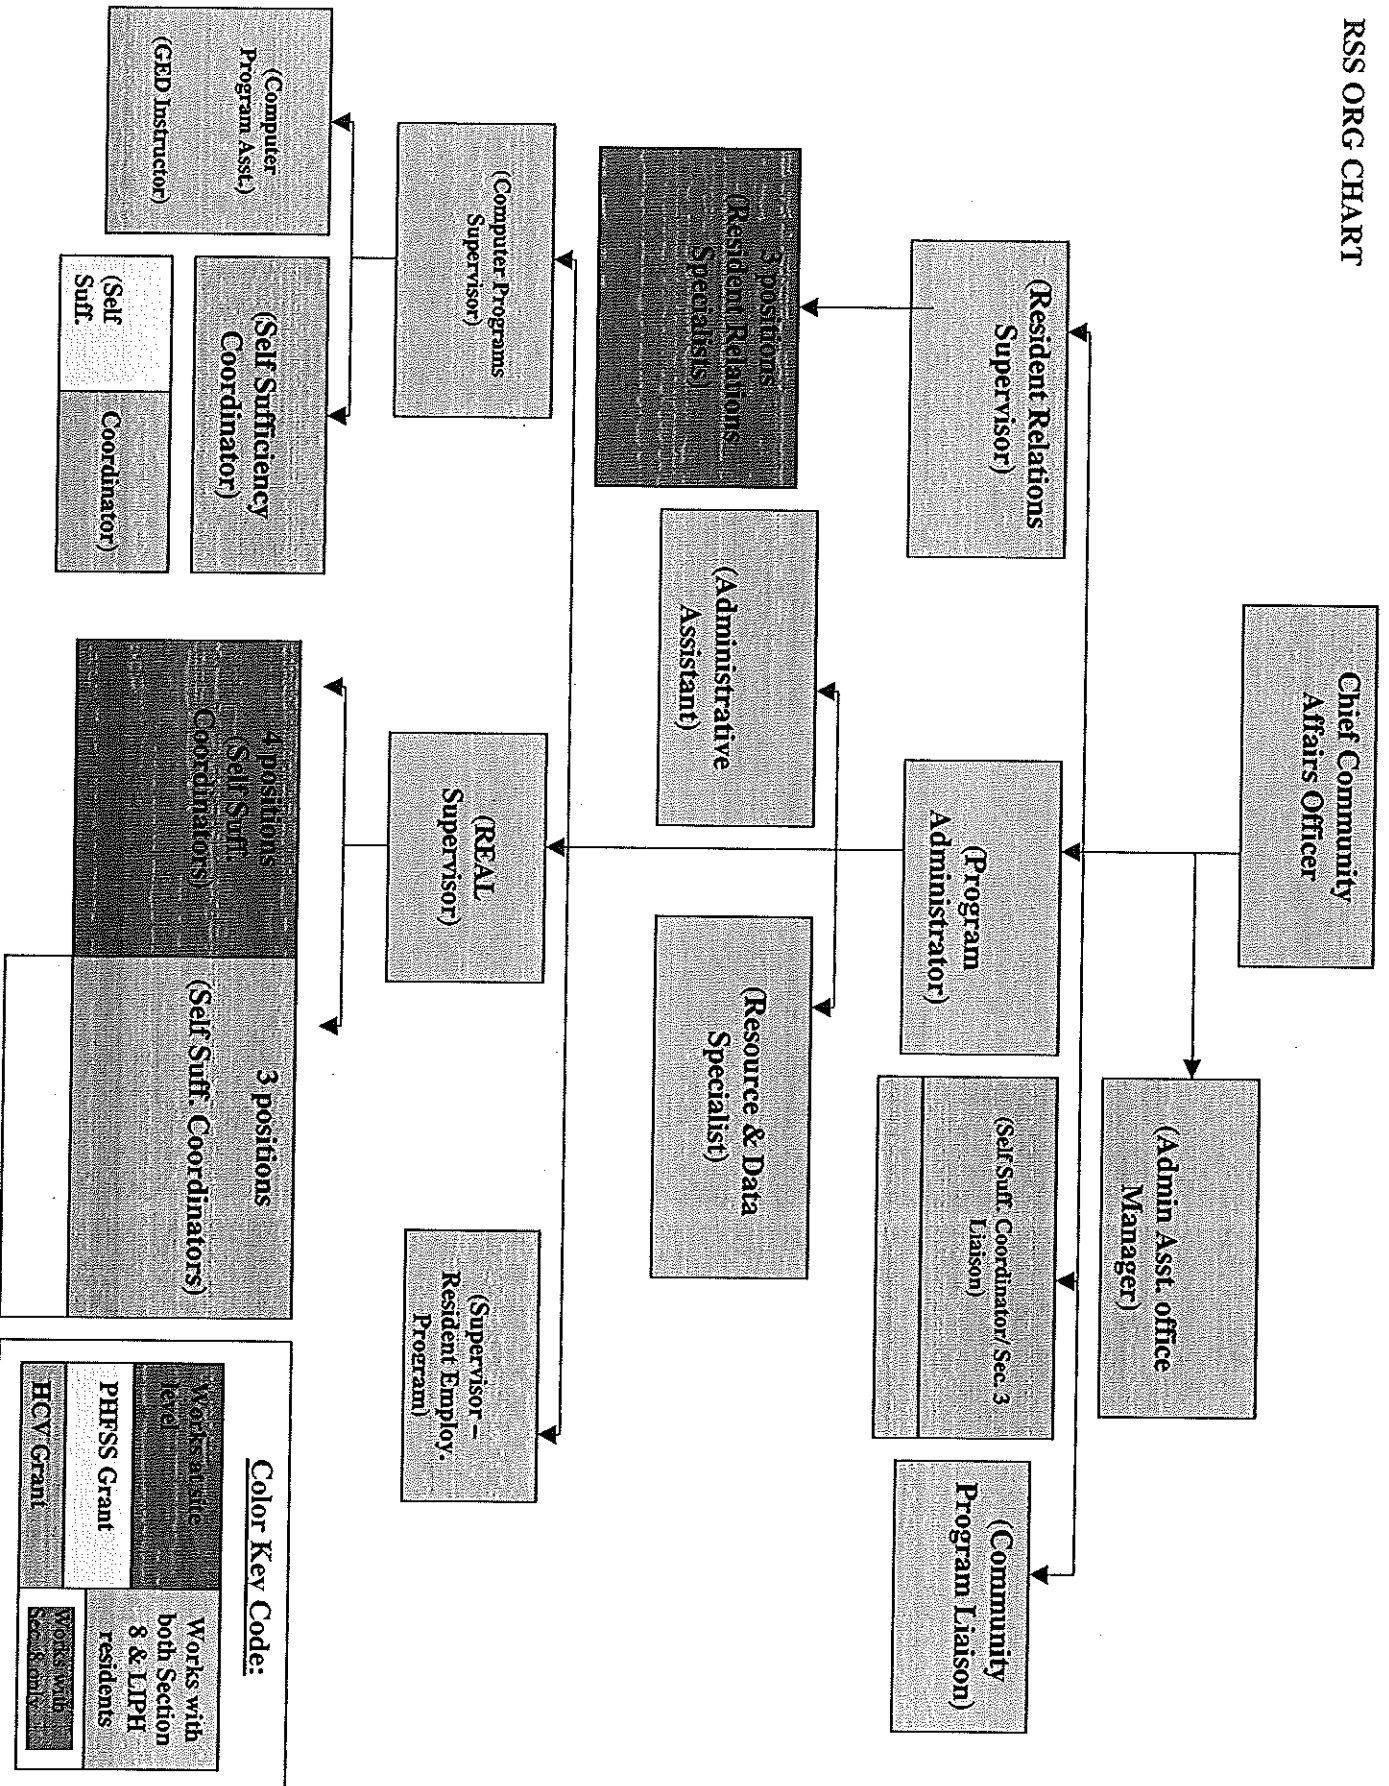 RSS ORG CHART
Chief Community
Affairs Officer
(Admin Asst. office
Manager)
(Resident Relations
Supervisor)
(Program
Administrator)
(Self Suff. Coordinator/ Sec. 3
Liaison)
(Community
Program Liaison)
3 positions
(Resident Relations
Specialists)
(Administrative
Assistant)
(Resource & Data
Specialist)
(Computer Programs
Supervisor)
(REAL
Supervisor)
(Supervisor –
Resident Employ.
Program)
(Computer
Program Asst.)
(GED Instructor)
(Self Sufficiency
Coordinator)
(Self
Suff.
Coordinator)
4 positions
(Self Suff.
Coordinators)
3 positions
(Self Suff. Coordinators)
Color Key Code:
Works at site
level
PHFSS Grant
HCV Grant
Works with
both Section
8 & LIPH
residents
Works with
Sec. 8 only